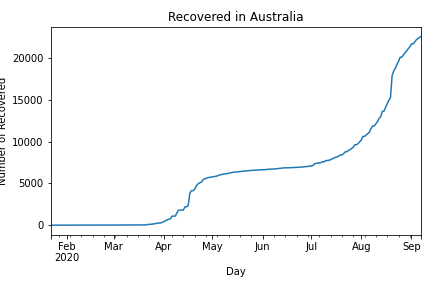 Recovered in Australia
Number of Recovered
20000
15000
10000
5000
0
Feb Mar Apr May Jun Jul Aug Sep
2020
Day